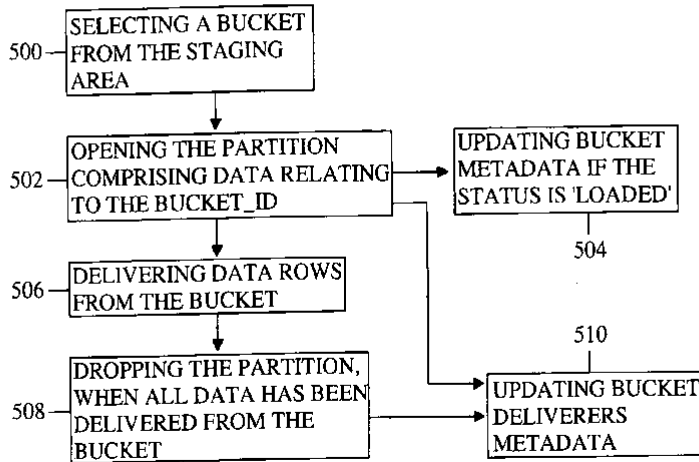 500
SELECTING A BUCKET
FROM THE STAGING
AREA
502
OPENING THE PARTITION
COMPRISING DATA RELATING
TO THE BUCKET_ID
UPDATING BUCKET
METADATA IF THE
STATUS IS 'LOADED'
504
506
DELIVERING DATA ROWS
FROM THE BUCKET
508
DROPPING THE PARTITION,
WHEN ALL DATA HAS BEEN
DELIVERED FROM THE
BUCKET
510
UPDATING BUCKET
DELIVERERS
METADATA